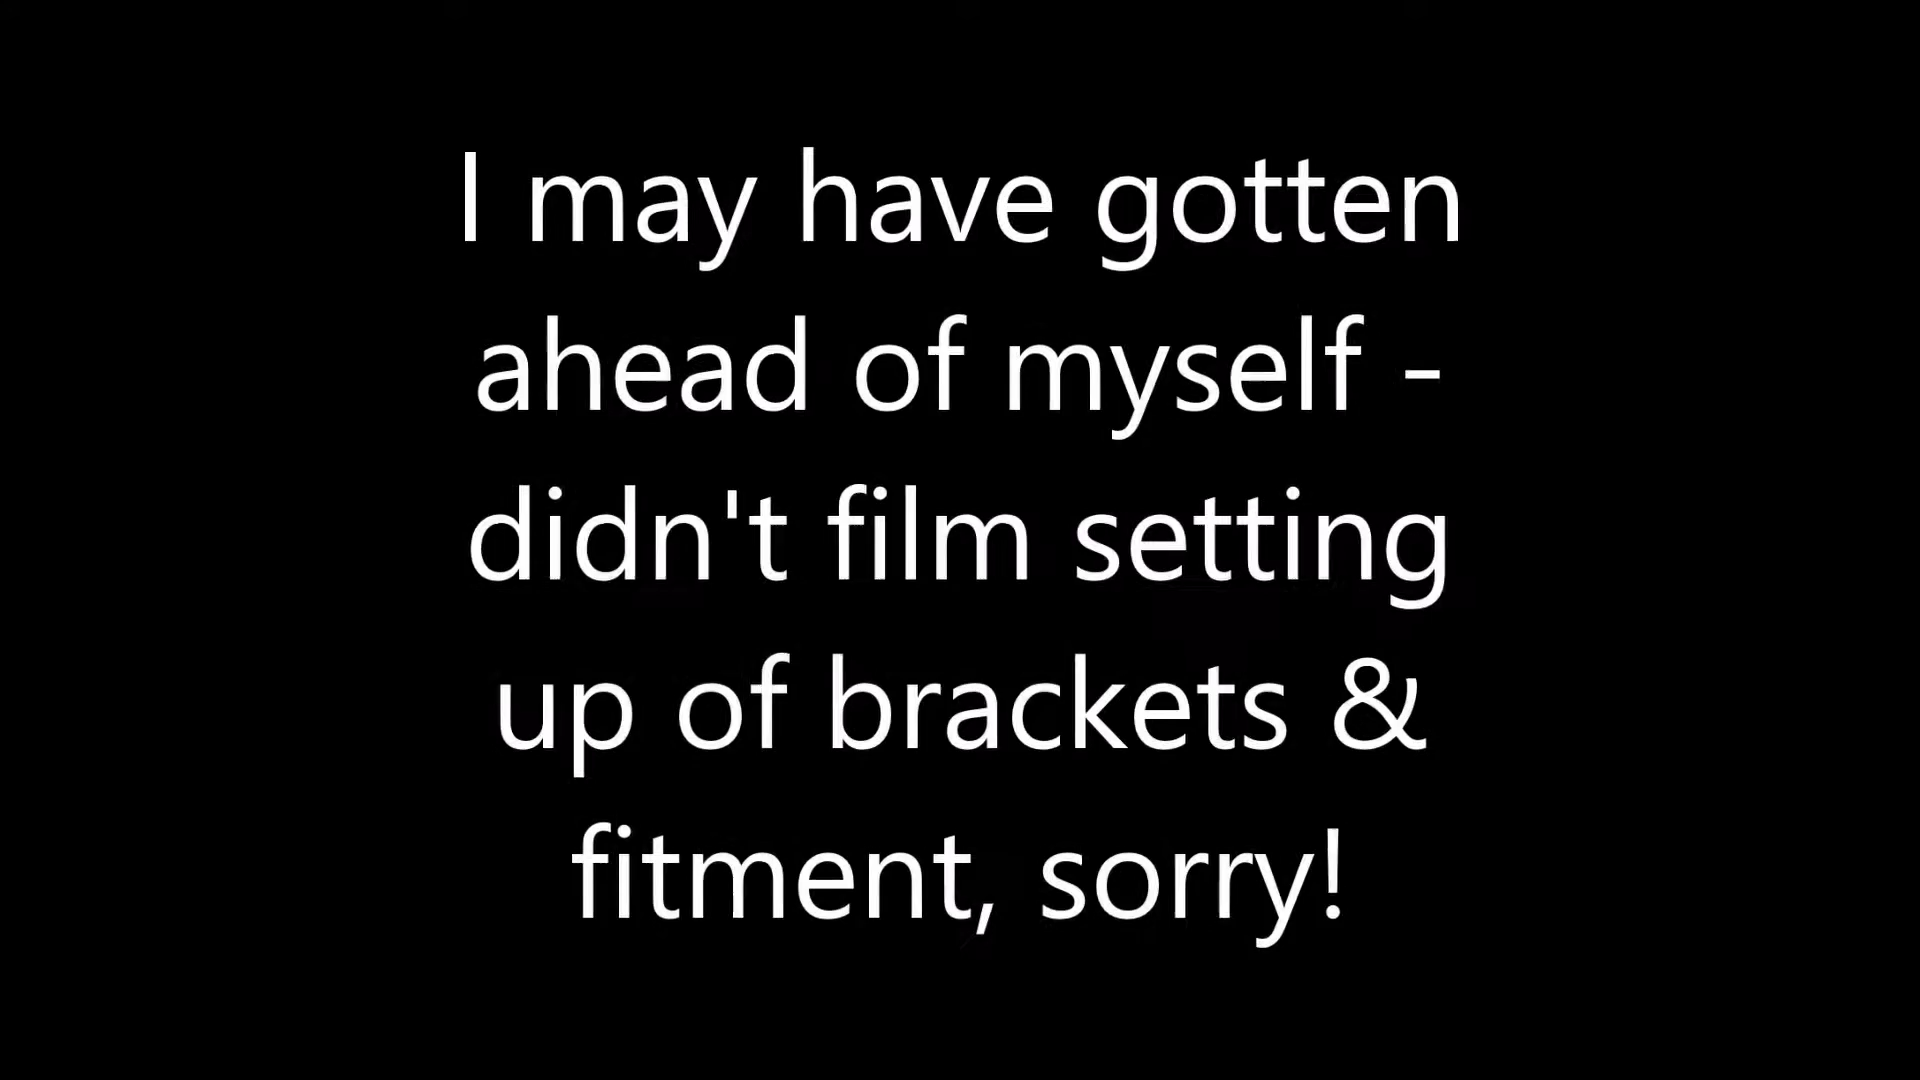 I may have gotten
ahead of myself -
didn't film setting
up of brackets &
fitment, sorry!